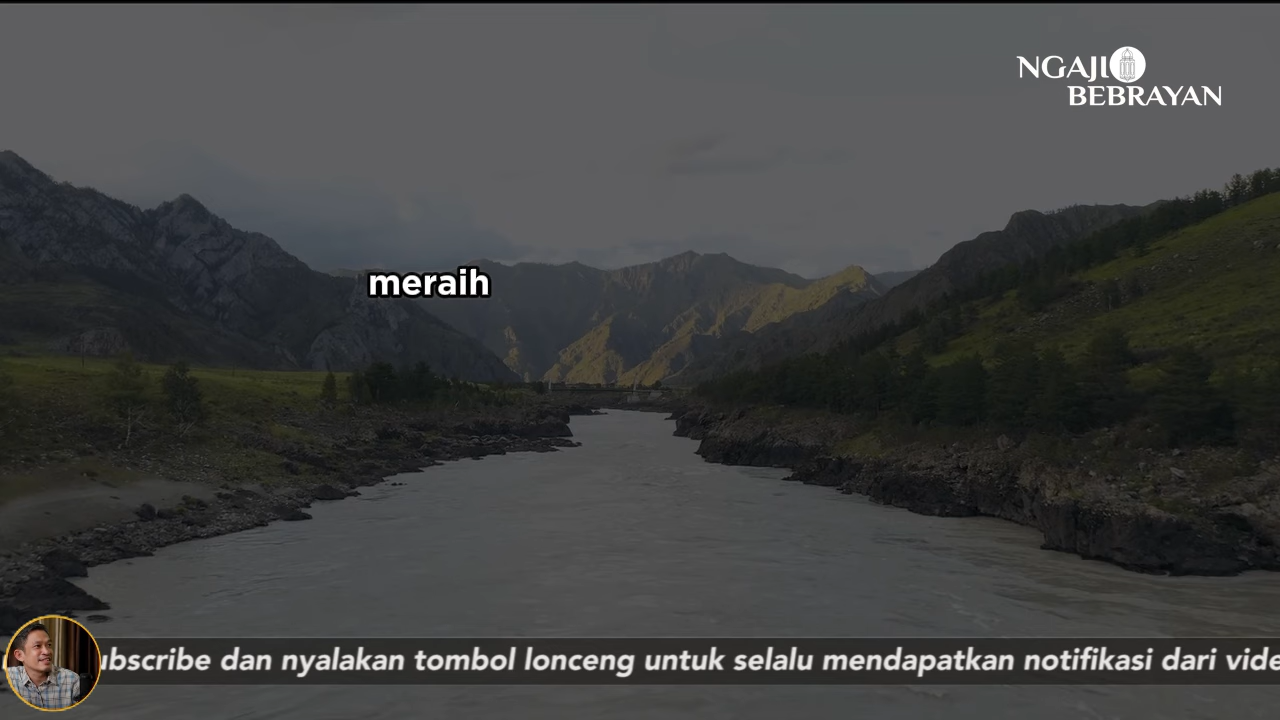 NGAJI
BEBRAYAN
meraih
ubscribe dan nyalakan tombol lonceng untuk selalu mendapatkan notifikasi dari vide